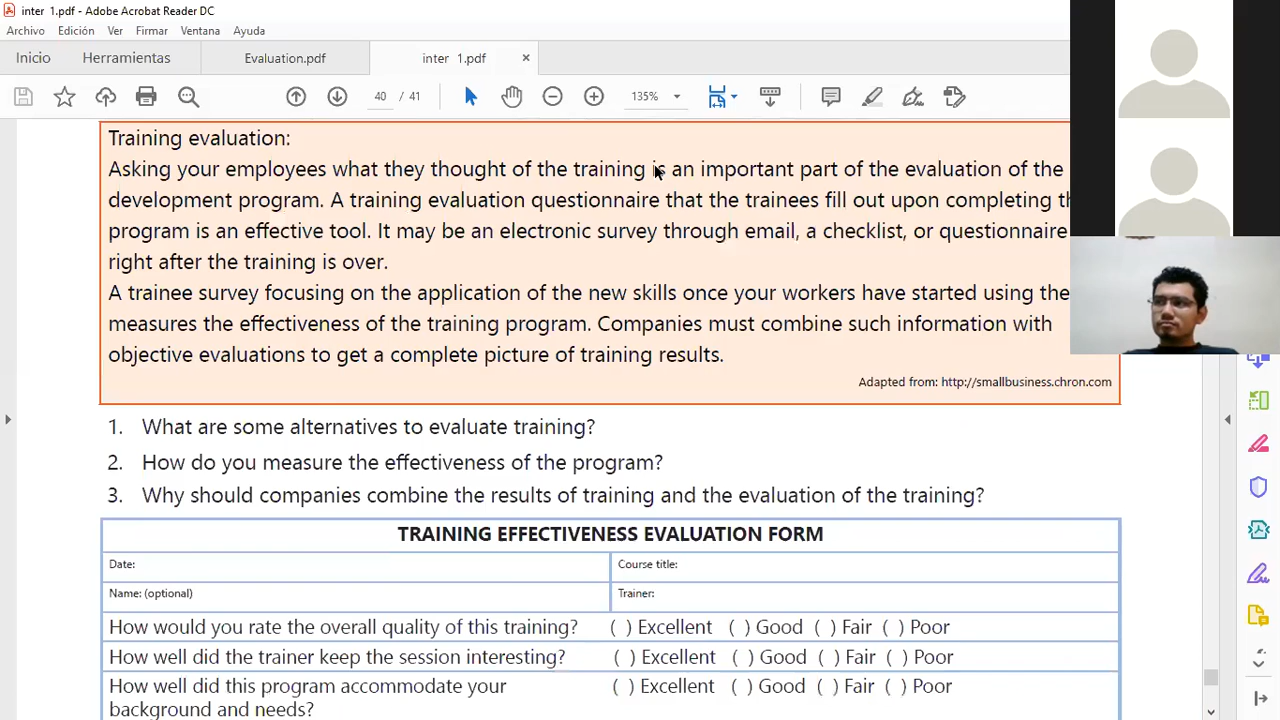 inter 1.pdf - Adobe Acrobat Reader DC
Archivo Edición Ver Firmar Ventana Ayuda
Inicio Herramientas Evaluation.pdf inter 1.pdf ×
40 / 41 135%
Training evaluation:
Asking your employees what they thought of the training is an important part of the evaluation of the
development program. A training evaluation questionnaire that the trainees fill out upon completing
program is an effective tool. It may be an electronic survey through email, a checklist, or questionnaire
right after the training is over.
A trainee survey focusing on the application of the new skills once your workers have started using
measures the effectiveness of the training program. Companies must combine such information with
objective evaluations to get a complete picture of training results.
Adapted from: http://smallbusiness.chron.com
1. What are some alternatives to evaluate training?
2. How do you measure the effectiveness of the program?
3. Why should companies combine the results of training and the evaluation of the training?
TRAINING EFFECTIVENESS EVALUATION FORM
Date: Course title:
Name: (optional) Trainer:
How would you rate the overall quality of this training? ( ) Excellent ( ) Good ( ) Fair ( ) Poor
How well did the trainer keep the session interesting? ( ) Excellent ( ) Good ( ) Fair ( ) Poor
How well did this program accommodate your ( ) Excellent ( ) Good ( ) Fair ( ) Poor
background and needs?